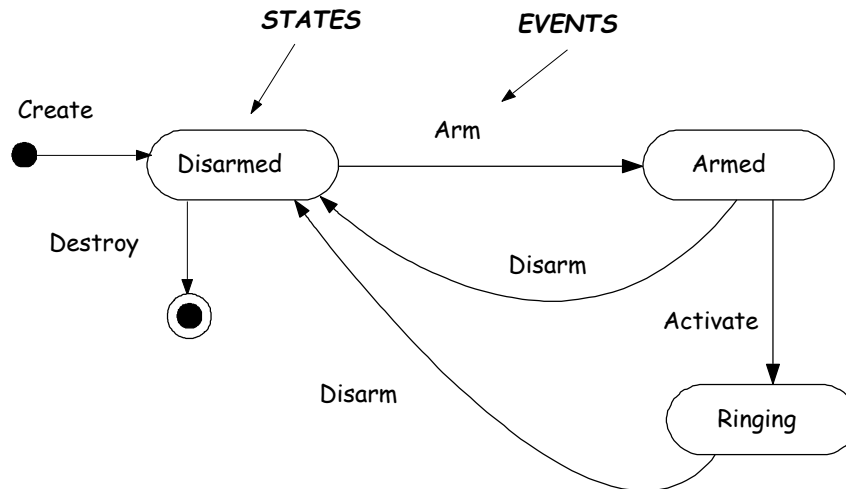 STATES
EVENTS
Create
Arm
Disarmed
Armed
Destroy
Disarm
Activate
Disarm
Ringing